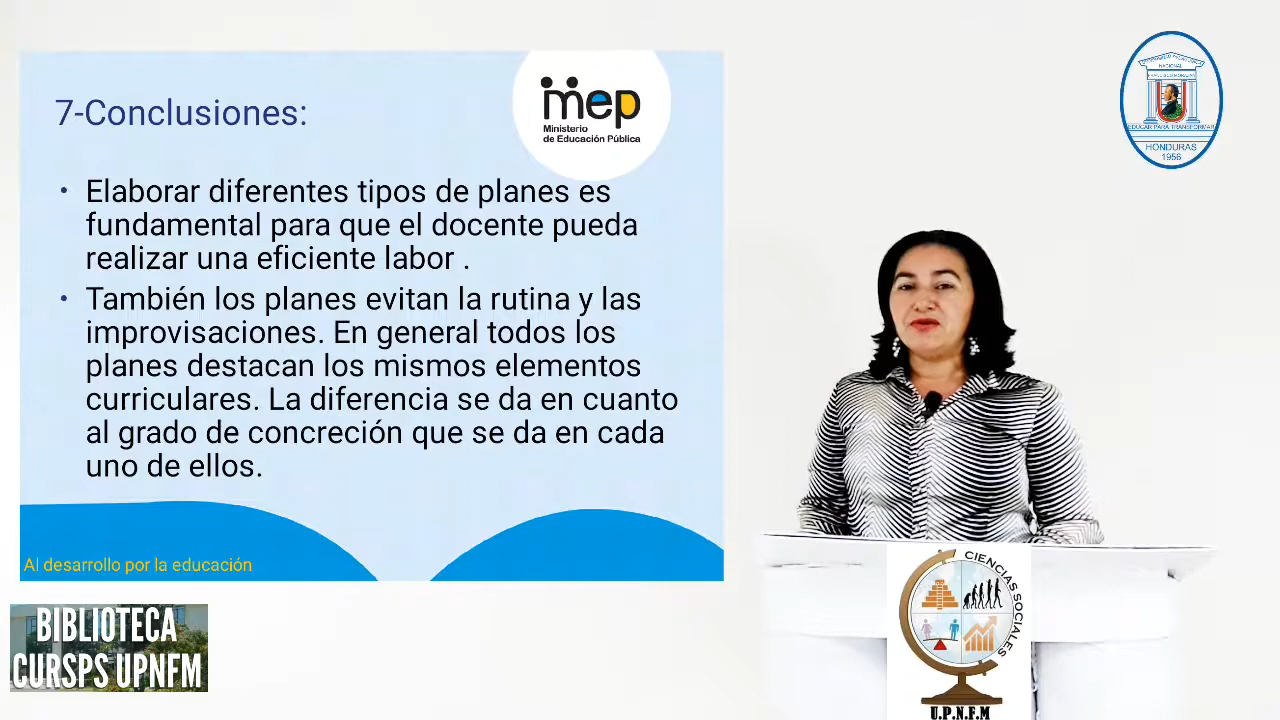 7-Conclusiones:
mep
Ministerio
de Educación Pública
• Elaborar diferentes tipos de planes es
fundamental para que el docente pueda
realizar una eficiente labor .
• También los planes evitan la rutina y las
improvisaciones. En general todos los
planes destacan los mismos elementos
curriculares. La diferencia se da en cuanto
al grado de concreción que se da en cada
uno de ellos.
Al desarrollo por la educación
BIBLIOTECA
CURSPS UPNFM
NACIONAL
FRANCISCO MORAZAN
EDUCAR PARA TRANSFORMAR
HONDURAS
1956
CIENCIAS SOCIALES
U.P.N.F.M